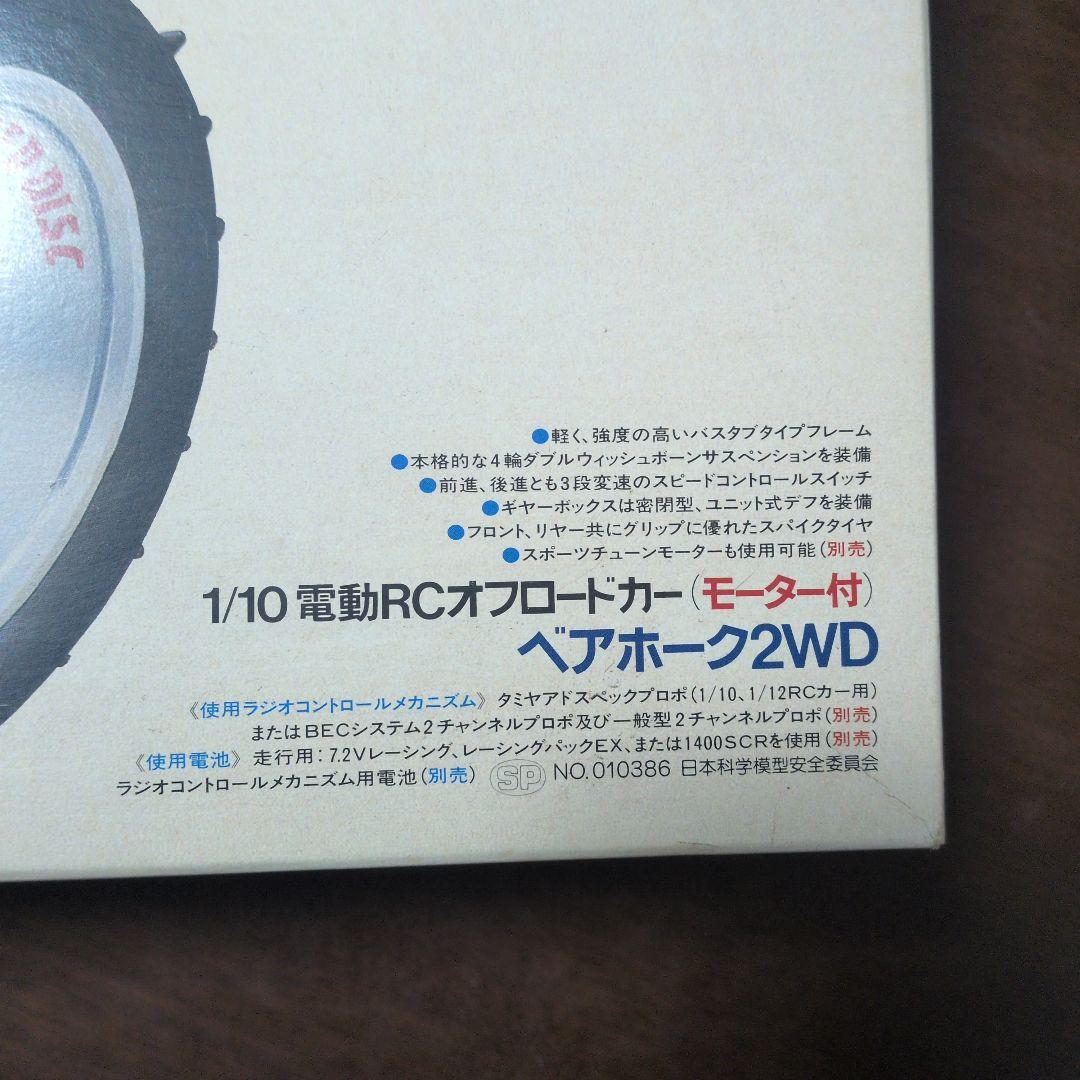 DISC
●軽く、強度の高いバスタブタイプフレーム
●本格的な4輪ダブルウィッシュボーンサスペンションを装備
●前進、後進とも3段変速のスピードコントロールスイッチ
●ギヤーボックスは密閉型、ユニット式デフを装備
●フロント、リヤー共にグリップに優れたスパイクタイヤ
●スポーツチューンモーターも使用可能(別売)
1/10 電動RCオフロードカー(モーター付)
ベアホーク2WD
《使用ラジオコントロールメカニズム》 タミヤアドスペックプロポ(1/10、1/12RCカー用)
またはBECシステム2チャンネルプロポ及び一般型2チャンネルプロポ(別売)
《使用電池》 走行用:7.2Vレーシング、レーシングパックEX、または1400SCRを使用(別売)
ラジオコントロールメカニズム用電池(別売) SP NO.010386 日本科学模型安全委員会